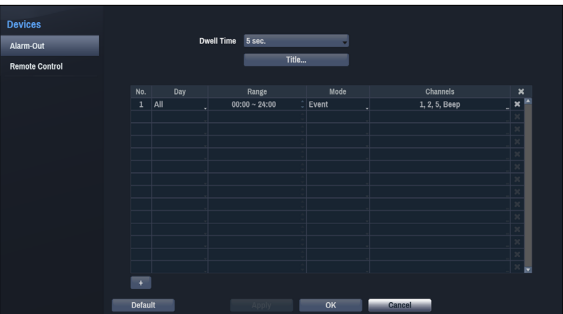 Devices
Alarm-Out
Remote Control
Dwell Time 5 sec.
Title...
No. Day Range Mode Channels
1 All 00:00 ~ 24:00 Event 1, 2, 5, Beep
+
Default Apply OK Cancel